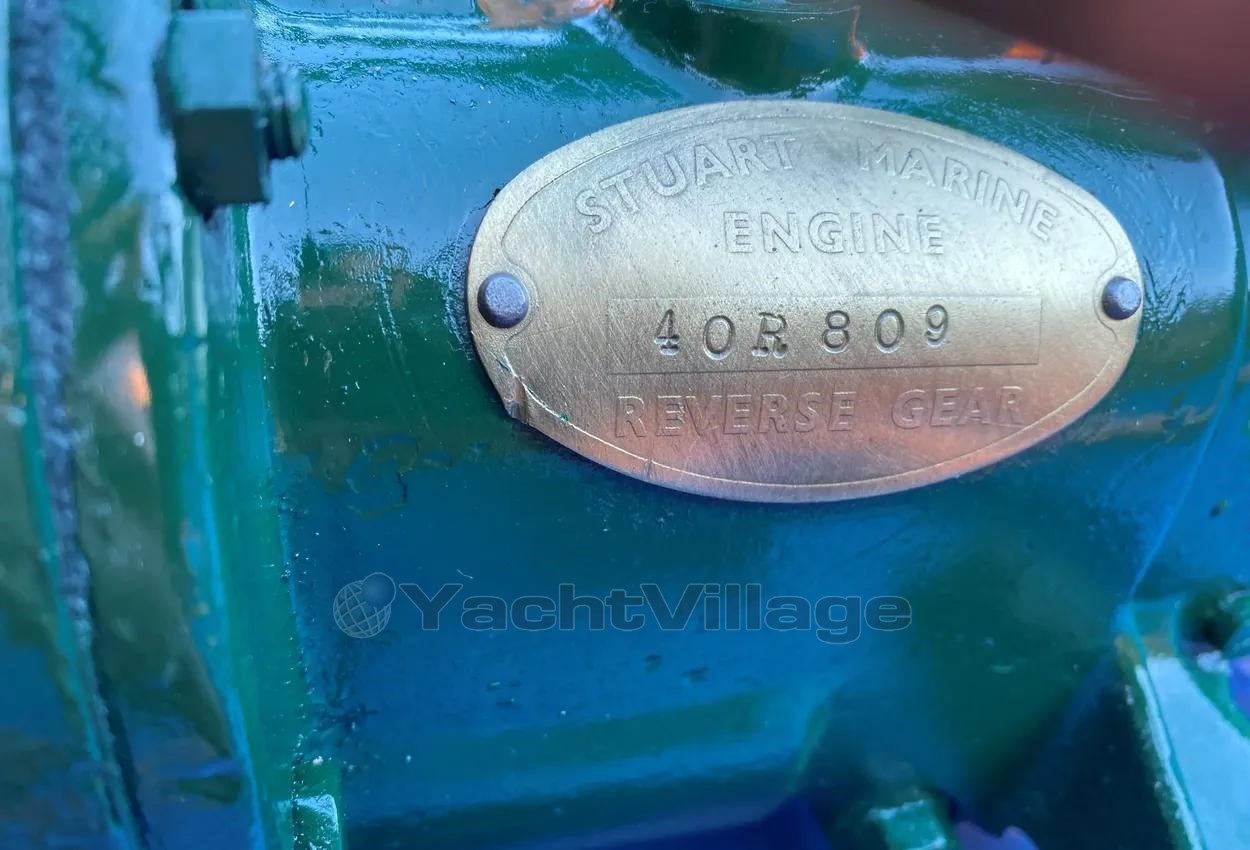 STUART MARINE
ENGINE
4OR 809
REVERSE GEAR
YachtVillage